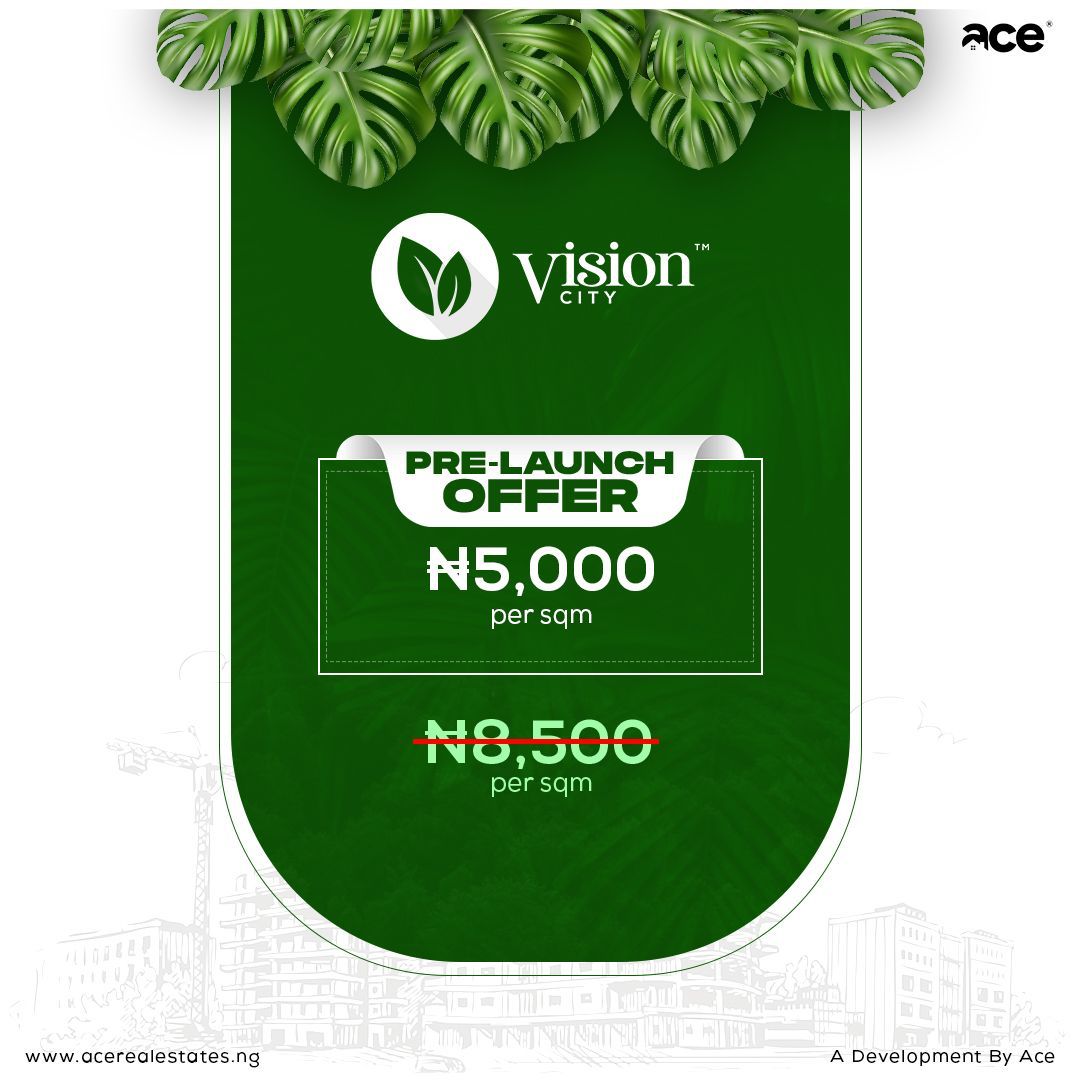 ace®
Vision™
CITY
PRE-LAUNCH
OFFER
₦5,000
per sqm
₦8,500
per sqm
www.acerealestates.ng
A Development By Ace